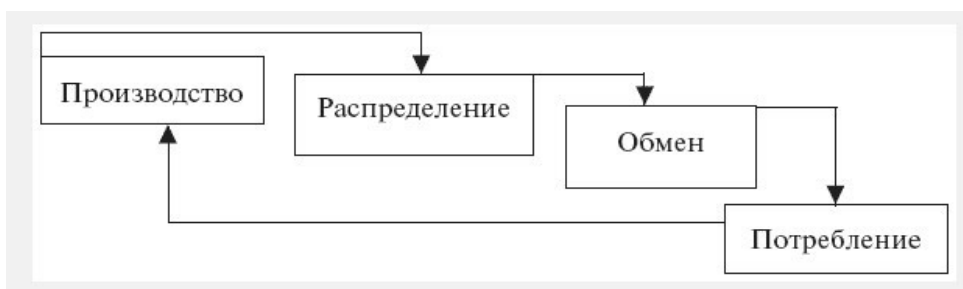 Производство
Распределение
Обмен
Потребление